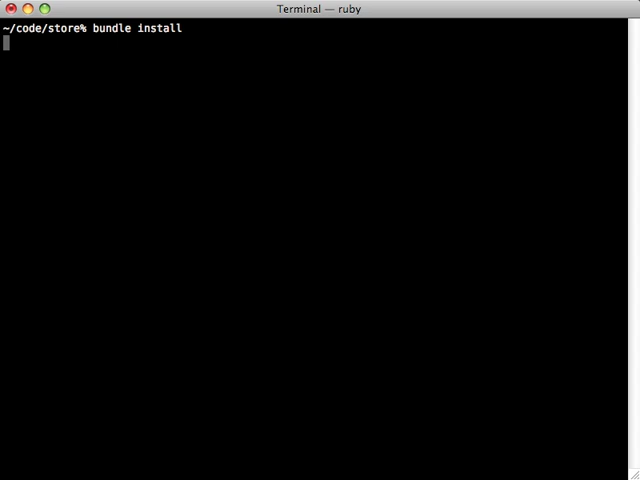 Terminal — ruby
~/code/store% bundle install